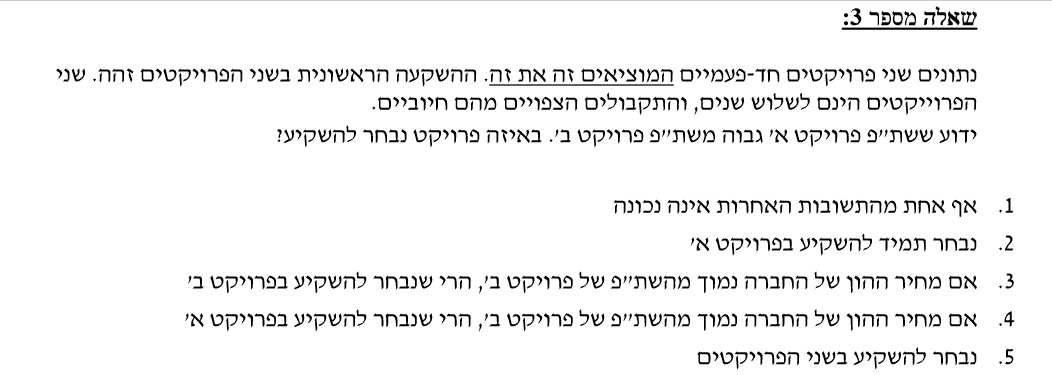 שאלה מספר 3:
נתונים שני פרויקטים חד-פעמיים המוציאים זה את זה. ההשקעה הראשונית בשני הפרויקטים זהה. שני
הפרוייקטים הינם לשלוש שנים, והתקבולים הצפויים מהם חיוביים.
ידוע ששת״פ פרויקט א׳ גבוה משת״פ פרויקט ב׳. באיזה פרויקט נבחר להשקיע?
1. אף אחת מהתשובות האחרות אינה נכונה
2. נבחר תמיד להשקיע בפרויקט א׳
3. אם מחיר ההון של החברה נמוך מהשת״פ של פרויקט ב׳, הרי שנבחר להשקיע בפרויקט ב׳
4. אם מחיר ההון של החברה נמוך מהשת״פ של פרויקט ב׳, הרי שנבחר להשקיע בפרויקט א׳
5. נבחר להשקיע בשני הפרויקטים